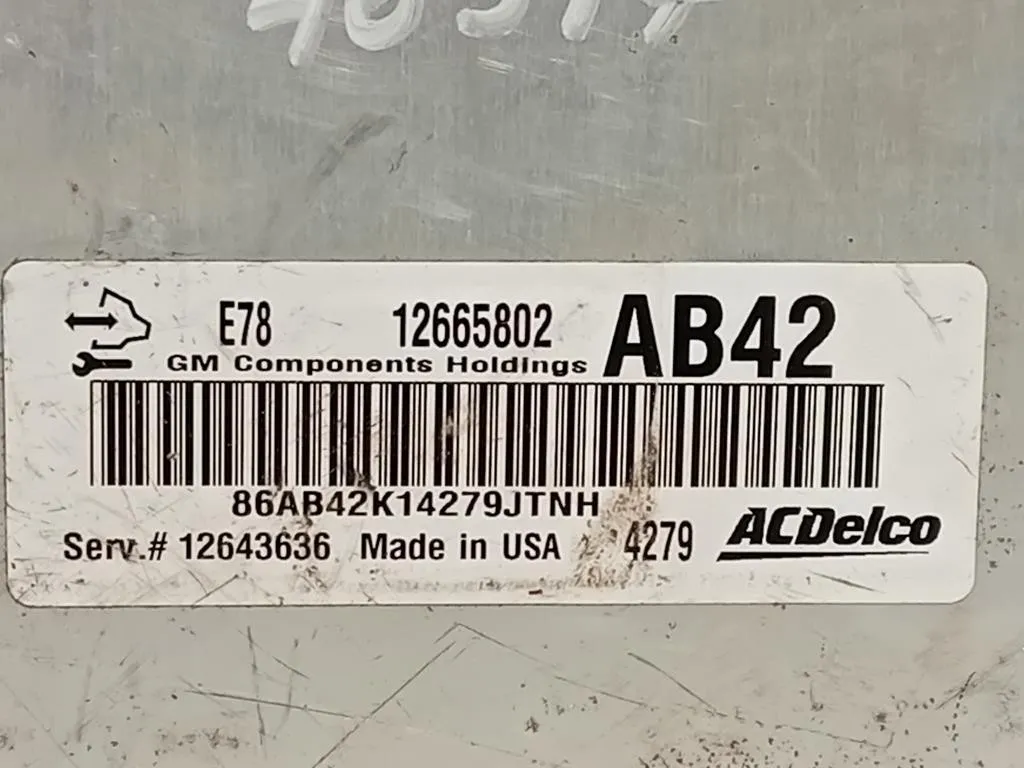 E78 12665802 AB42
GM Components Holdings
86AB42K14279JTNH
Serv.# 12643636 Made in USA 4279 ACDelco